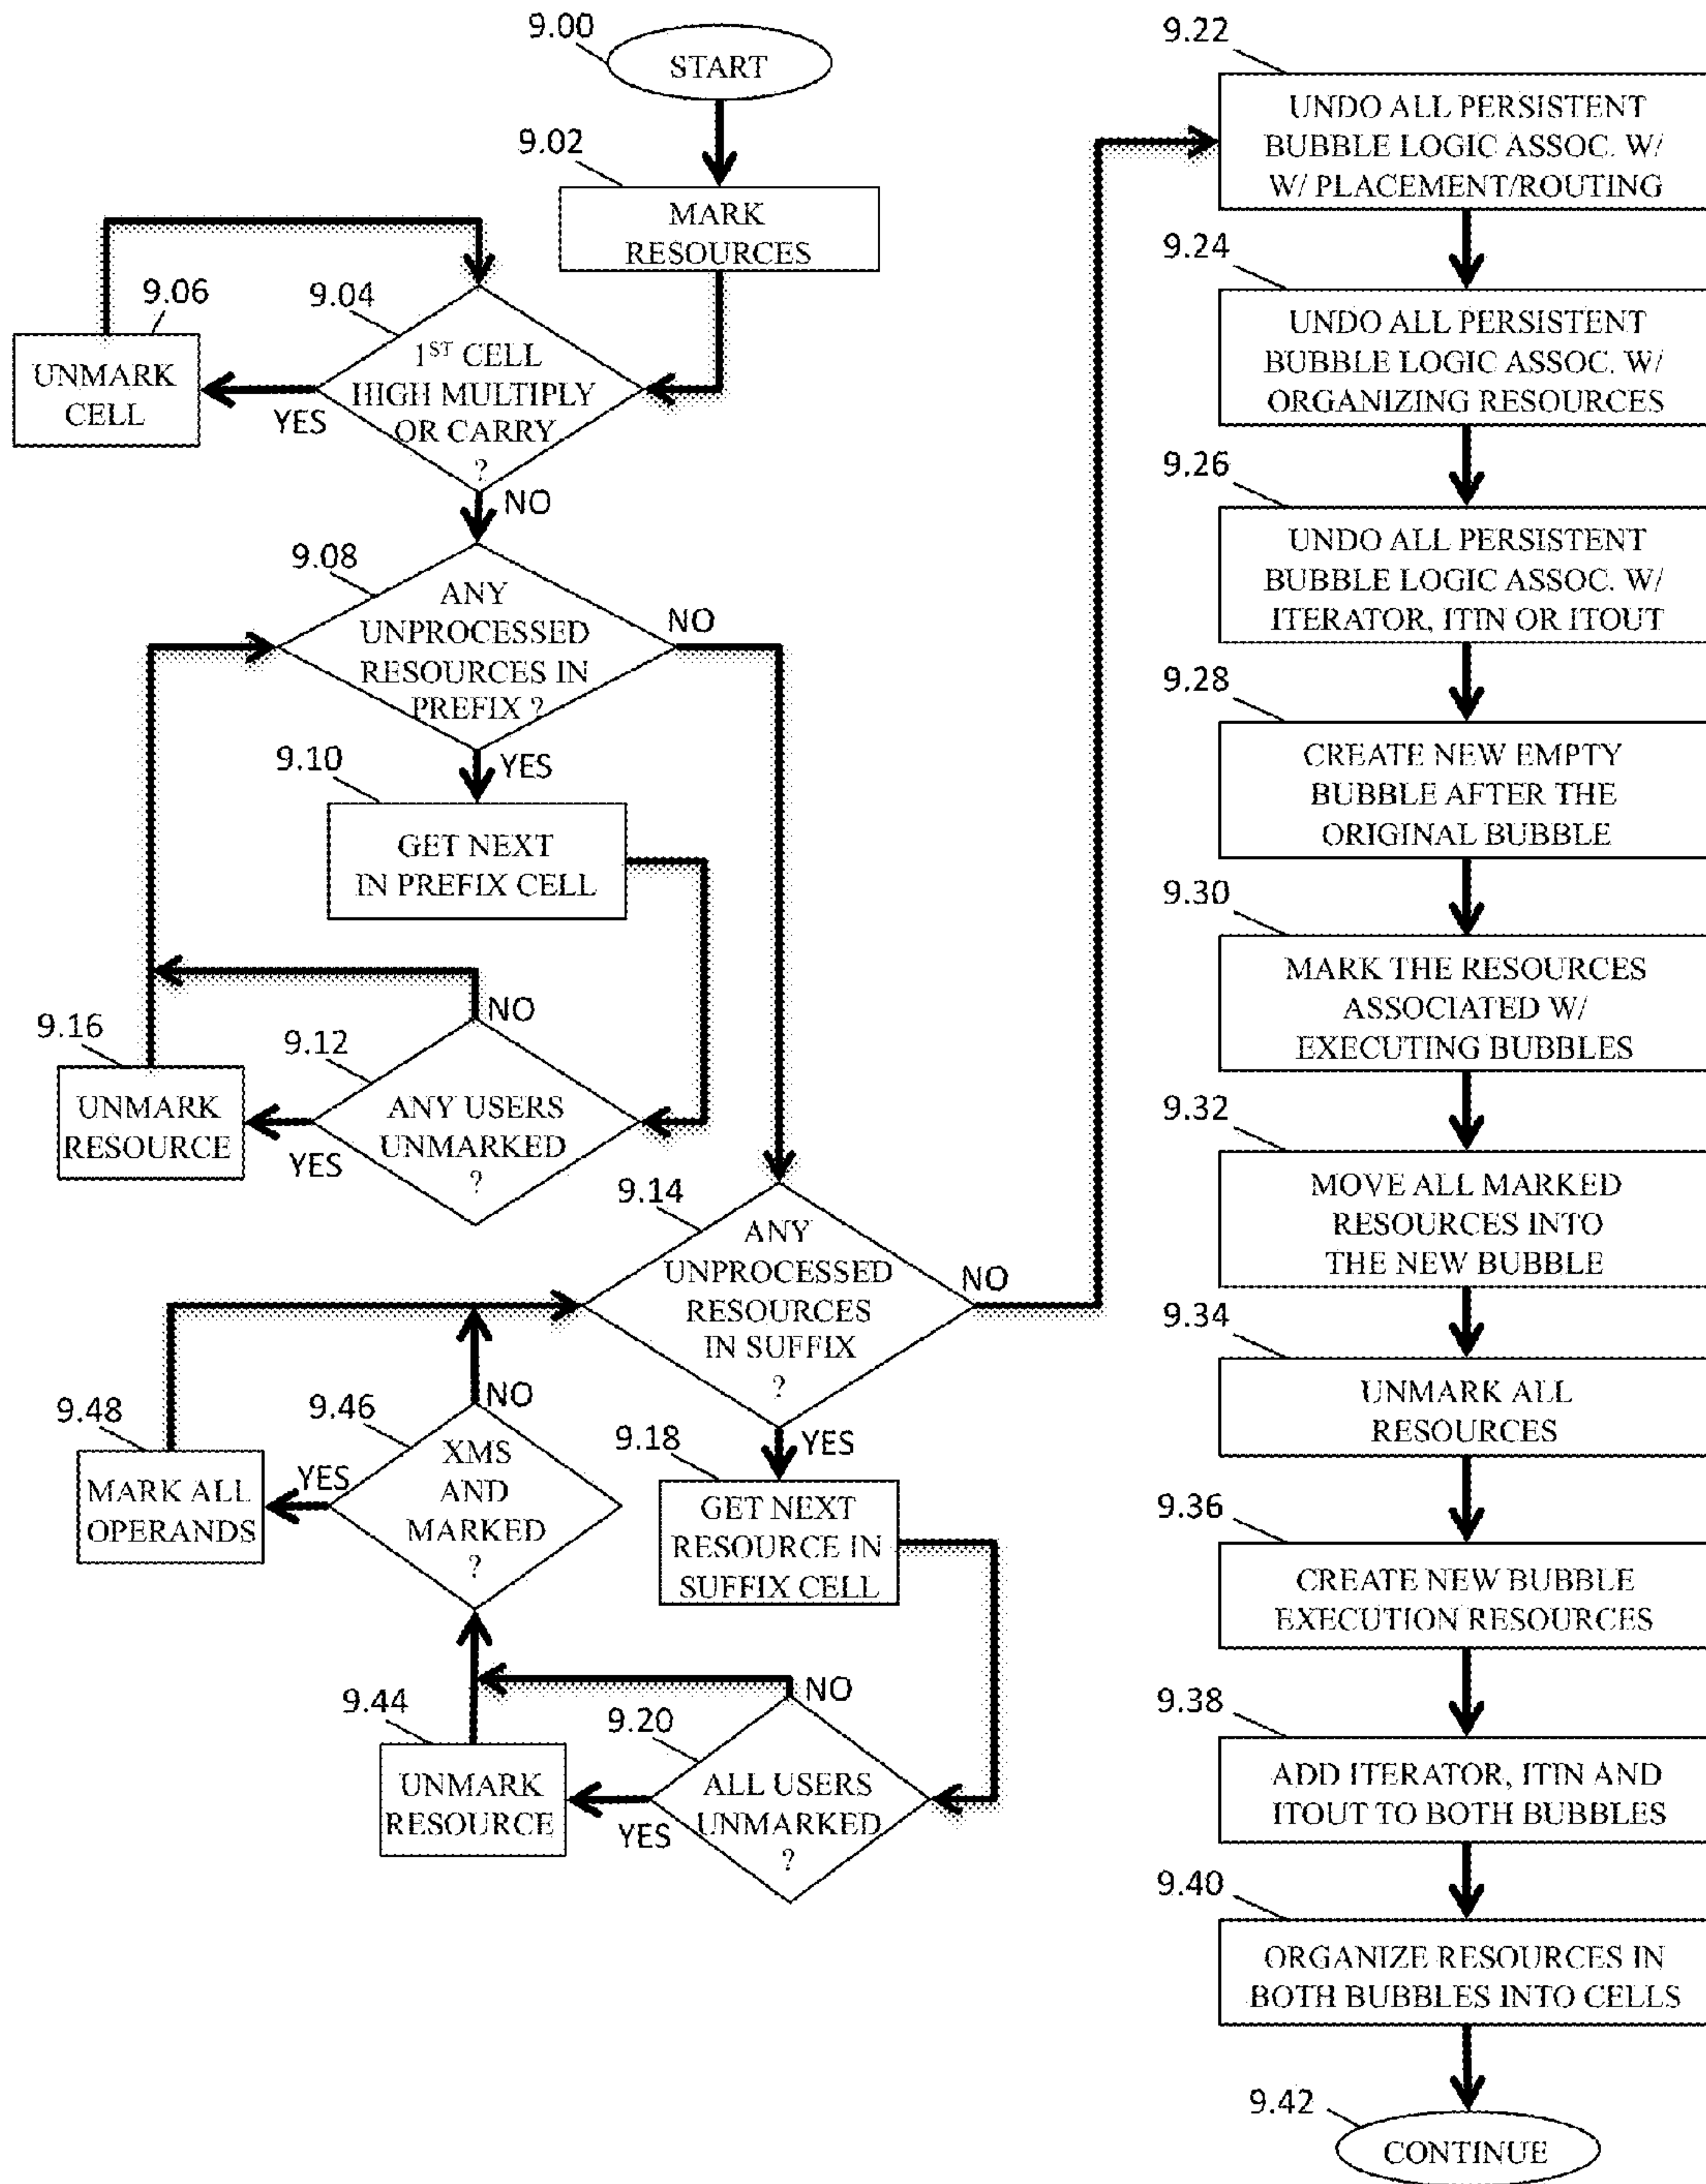 9.00
START
9.02
MARK
RESOURCES
9.04
1ST CELL
HIGH MULTIPLY
OR CARRY
?
YES
NO
9.06
UNMARK
CELL
9.08
ANY
UNPROCESSED
RESOURCES IN
PREFIX ?
NO
YES
9.10
GET NEXT
IN PREFIX CELL
9.12
ANY USERS
UNMARKED
?
NO
YES
9.16
UNMARK
RESOURCE
9.14
ANY
UNPROCESSED
RESOURCES
IN SUFFIX
?
NO
YES
9.18
GET NEXT
RESOURCE IN
SUFFIX CELL
9.20
ALL USERS
UNMARKED
?
NO
YES
9.44
UNMARK
RESOURCE
9.46
XMS
AND
MARKED
?
NO
YES
9.48
MARK ALL
OPERANDS
9.22
UNDO ALL PERSISTENT
BUBBLE LOGIC ASSOC. W/
W/ PLACEMENT/ROUTING
9.24
UNDO ALL PERSISTENT
BUBBLE LOGIC ASSOC. W/
ORGANIZING RESOURCES
9.26
UNDO ALL PERSISTENT
BUBBLE LOGIC ASSOC. W/
ITERATOR, ITIN OR ITOUT
9.28
CREATE NEW EMPTY
BUBBLE AFTER THE
ORIGINAL BUBBLE
9.30
MARK THE RESOURCES
ASSOCIATED W/
EXECUTING BUBBLES
9.32
MOVE ALL MARKED
RESOURCES INTO
THE NEW BUBBLE
9.34
UNMARK ALL
RESOURCES
9.36
CREATE NEW BUBBLE
EXECUTION RESOURCES
9.38
ADD ITERATOR, ITIN AND
ITOUT TO BOTH BUBBLES
9.40
ORGANIZE RESOURCES IN
BOTH BUBBLES INTO CELLS
9.42
CONTINUE